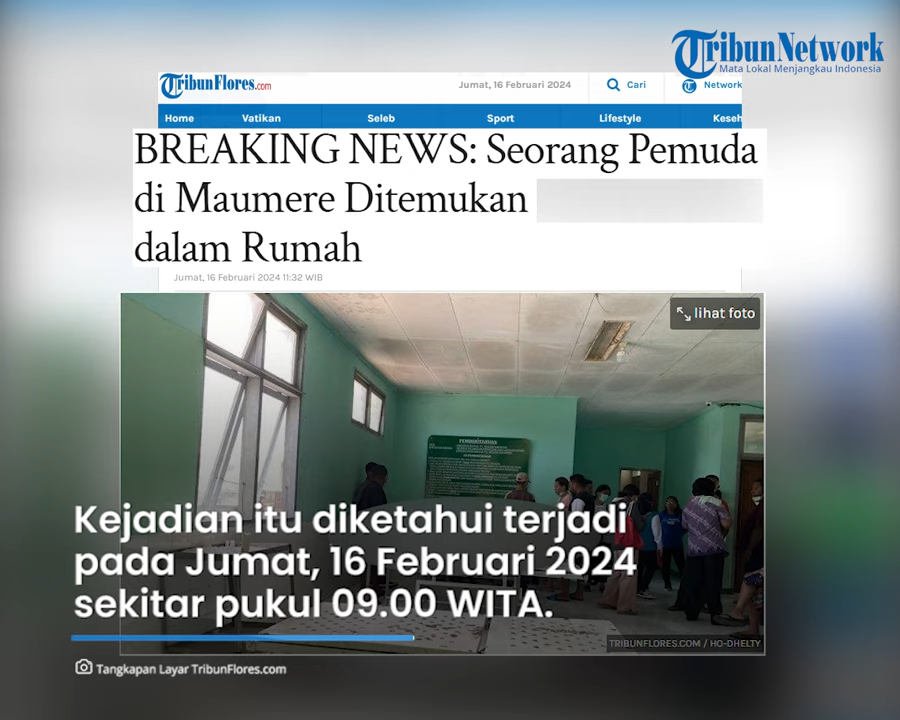 TribunNetwork
Mata Lokal Menjangkau Indonesia
TribunFlores.com
Jumat, 16 Februari 2024
Cari
Network
Home
Vatikan
Seleb
Sport
Lifestyle
Keseh
BREAKING NEWS: Seorang Pemuda
di Maumere Ditemukan
dalam Rumah
Jumat, 16 Februari 2024 11:32 WIB
lihat foto
Kejadian itu diketahui terjadi
pada Jumat, 16 Februari 2024
sekitar pukul 09.00 WITA.
TRIBUNFLORES.COM / HO-DHELTY
Tangkapan Layar TribunFlores.com